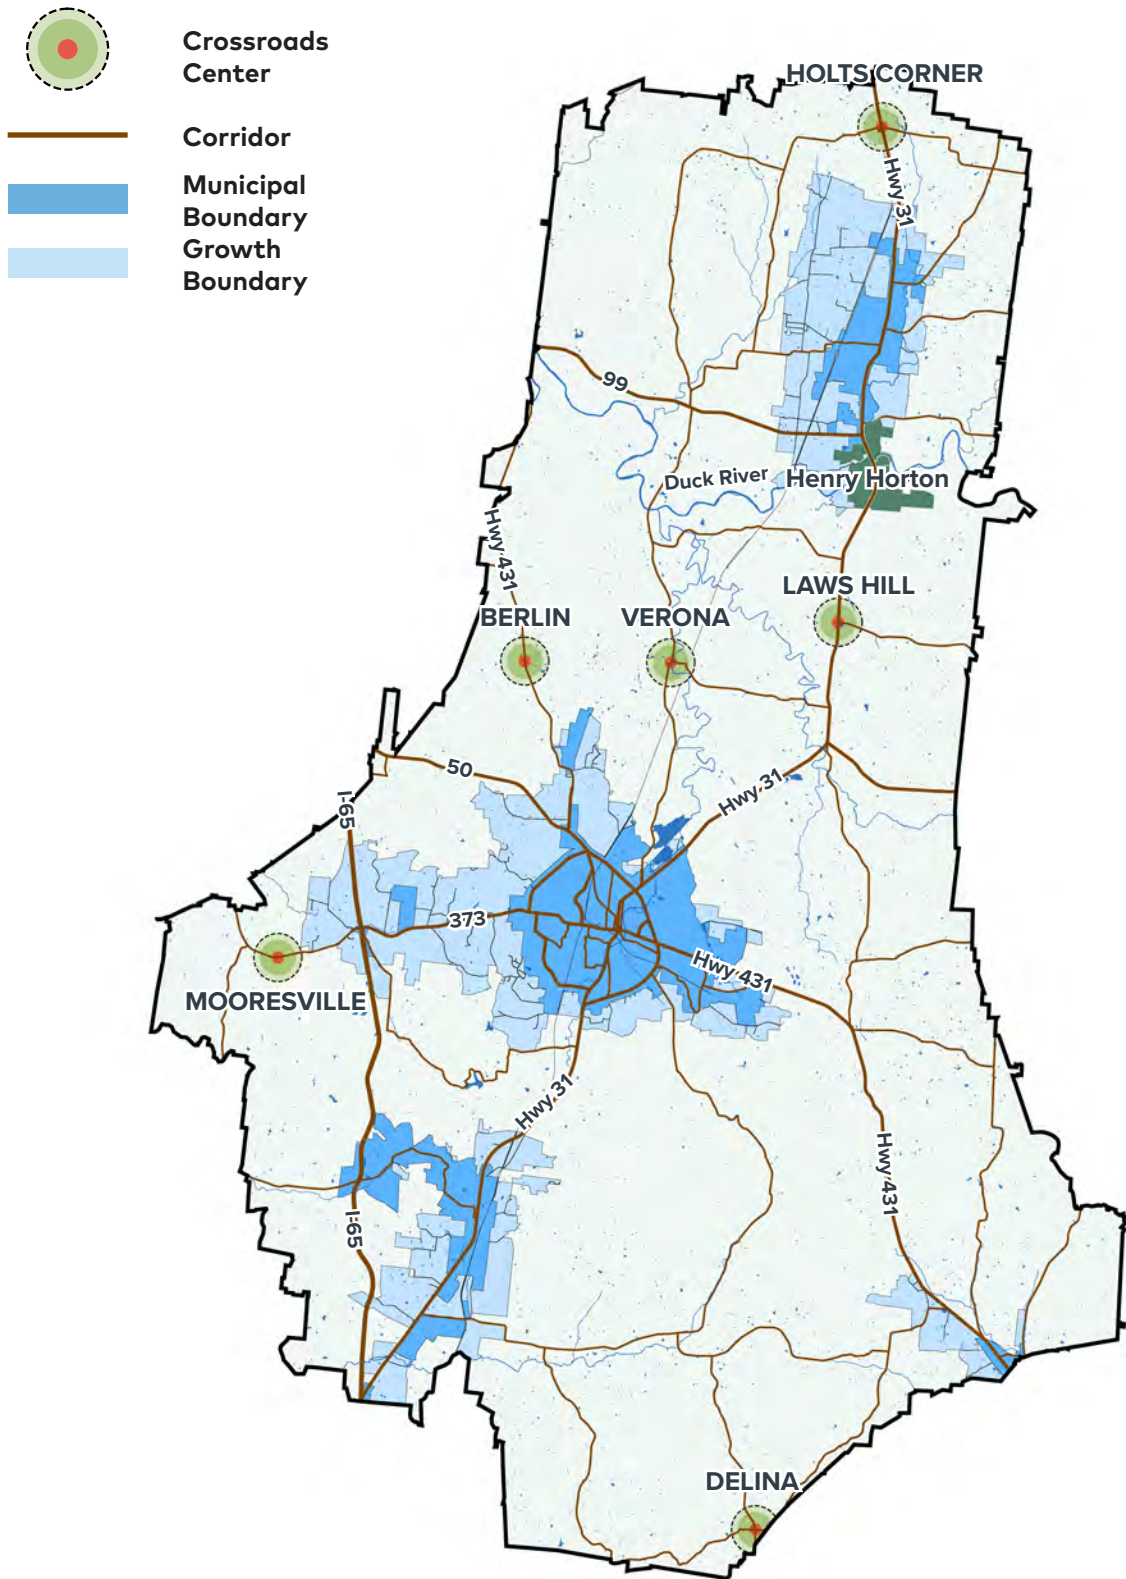 Crossroads
Center
Corridor
Municipal
Boundary
Growth
Boundary
HOLTS CORNER
Hwy 31
99
Duck River
Henry Horton
Hwy 431
LAWS HILL
BERLIN
VERONA
50
Hwy 31
I-65
373
Hwy 431
MOORESVILLE
Hwy 31
Hwy 431
I-65
DELINA